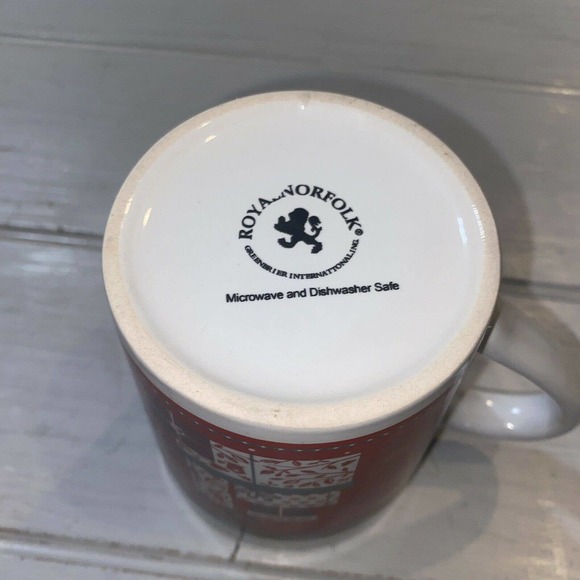 ROYAL NORFOLK®
GREENBRIER INTERNATIONAL INC.
Microwave and Dishwasher Safe